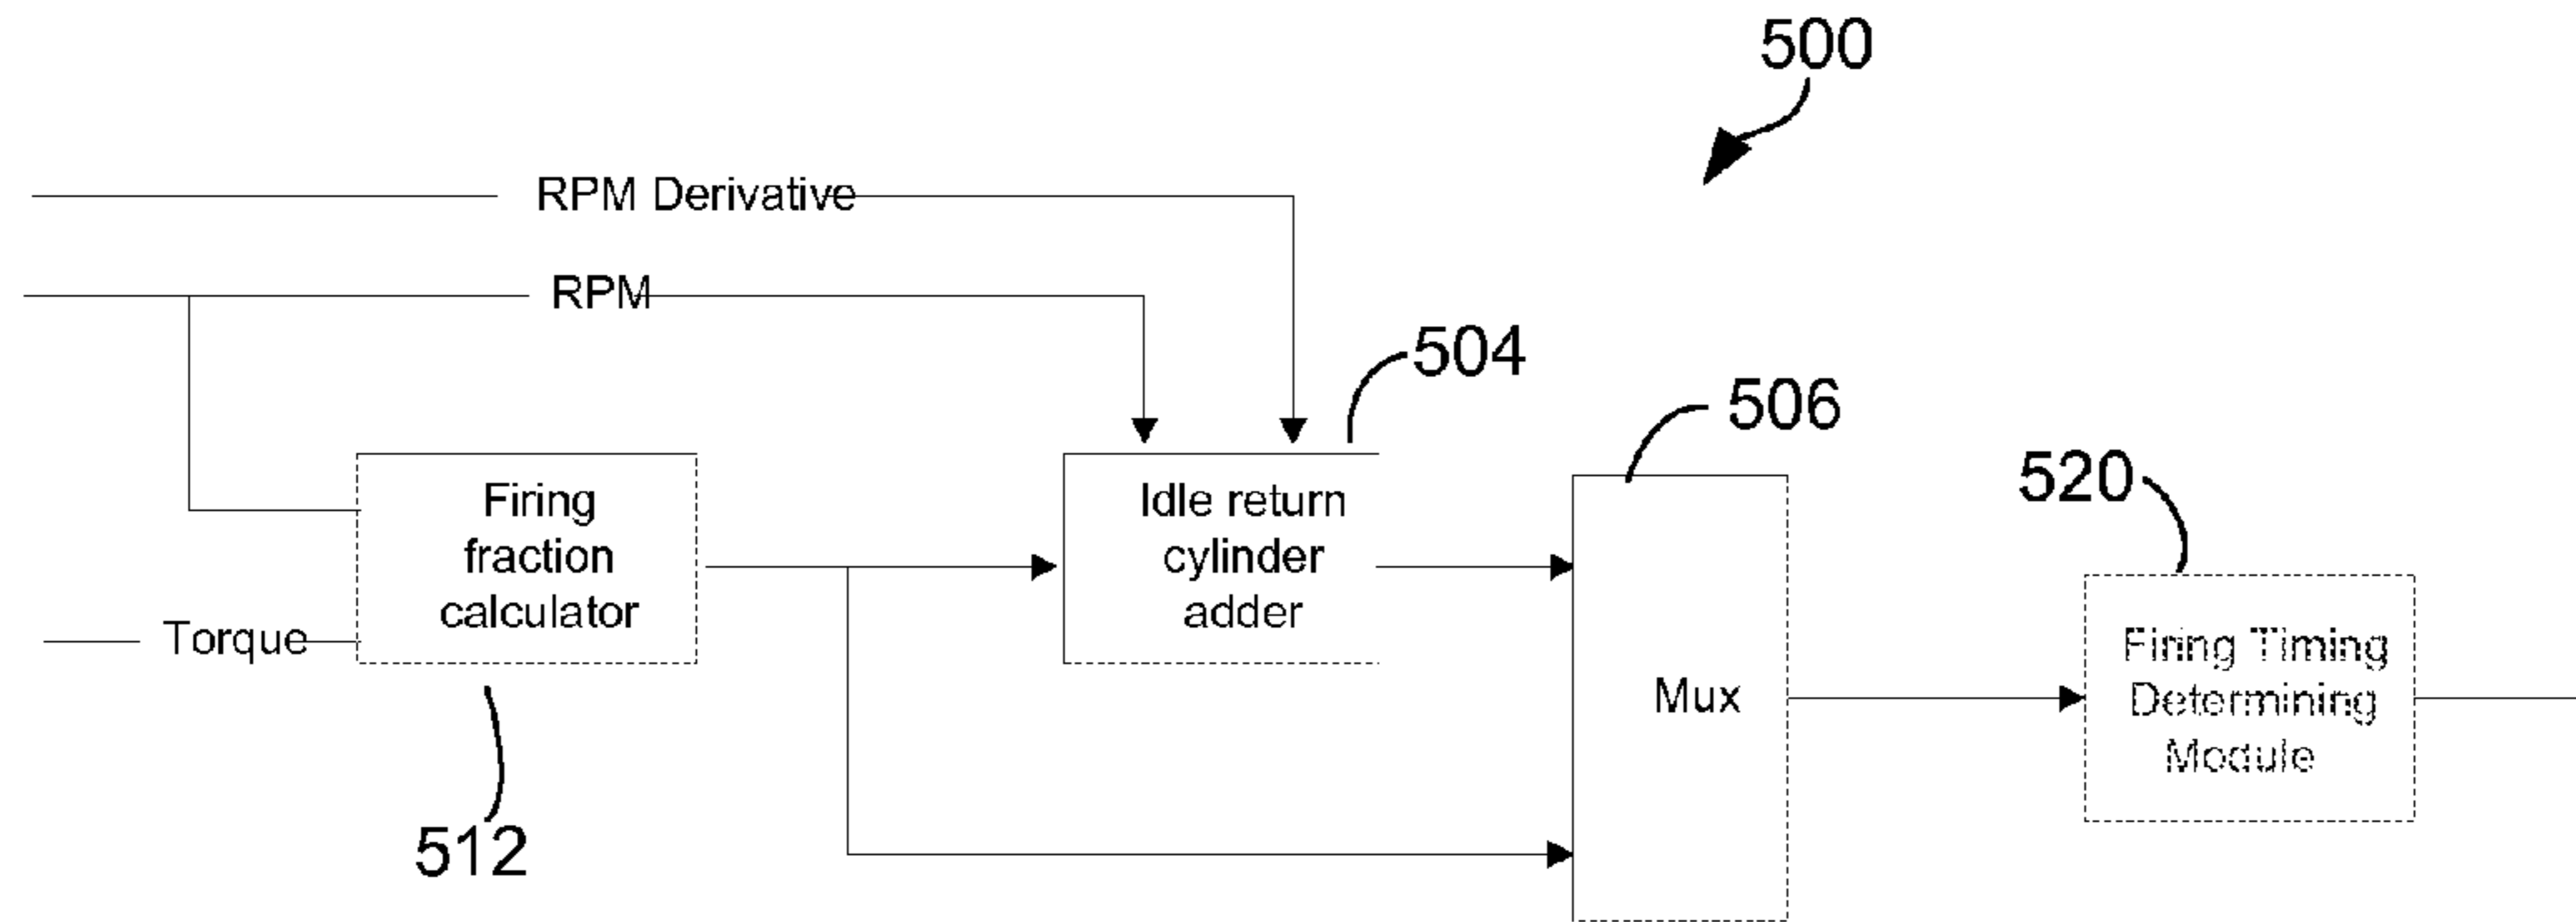 500
RPM Derivative
RPM
504
506
520
Firing
fraction
calculator
Idle return
cylinder
adder
Mux
Firing Timing
Determining
Module
Torque
512